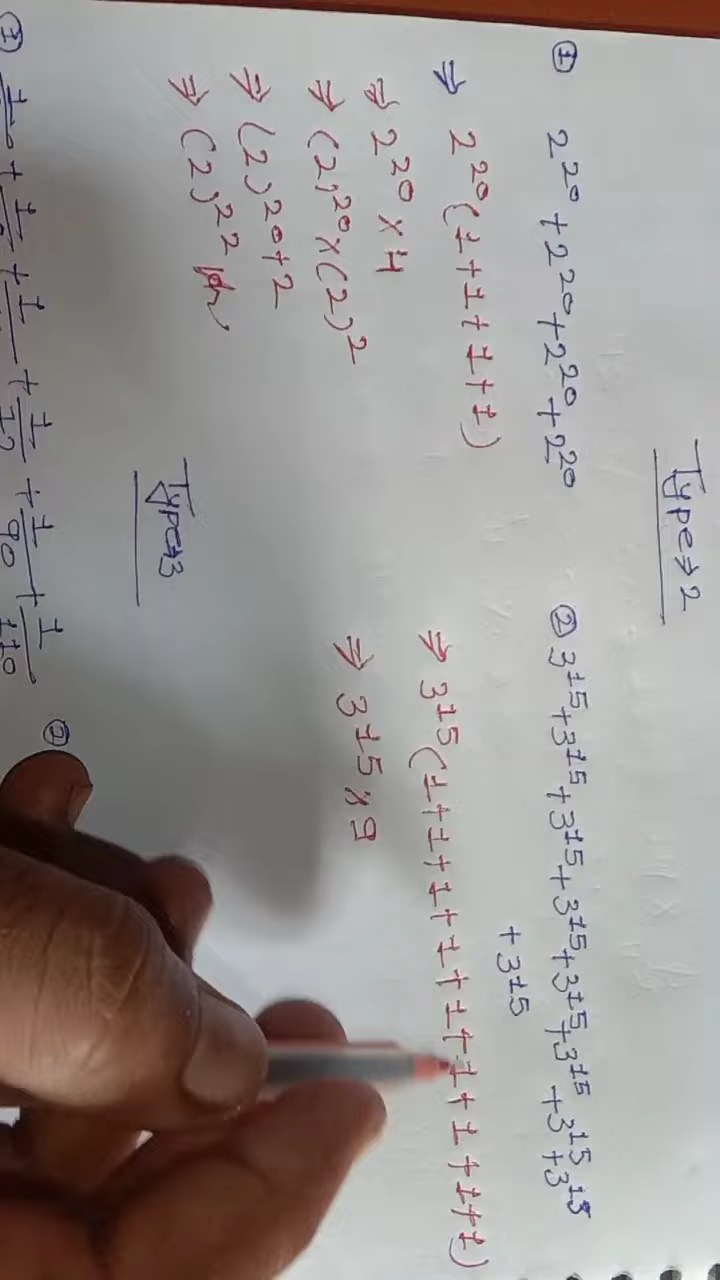 Type⇒2
① 2²⁰ + 2²⁰ + 2²⁰ + 2²⁰
⇒ 2²⁰(1+1+1+1)
⇒ 2²⁰ × 4
⇒ (2)²⁰ × (2)²
⇒ (2)²⁰⁺²
⇒ (2)²²
② 3¹⁵ + 3¹⁵ + 3¹⁵ + 3¹⁵ + 3¹⁵ + 3¹⁵ + 3¹⁵ + 3¹⁵
+ 3¹⁵
⇒ 3¹⁵(1+1+1+1+1+1+1+1+1)
⇒ 3¹⁵ × 9
Type⇒3
②